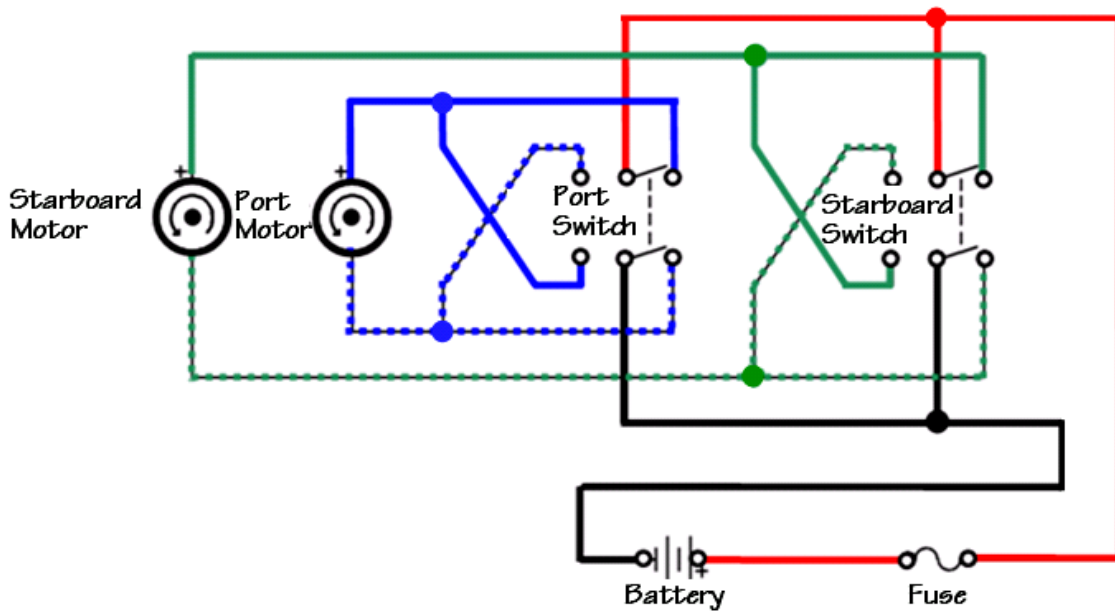 +
+
Starboard
Motor
Port
Motor
Port
Switch
Starboard
Switch
+
Battery
Fuse